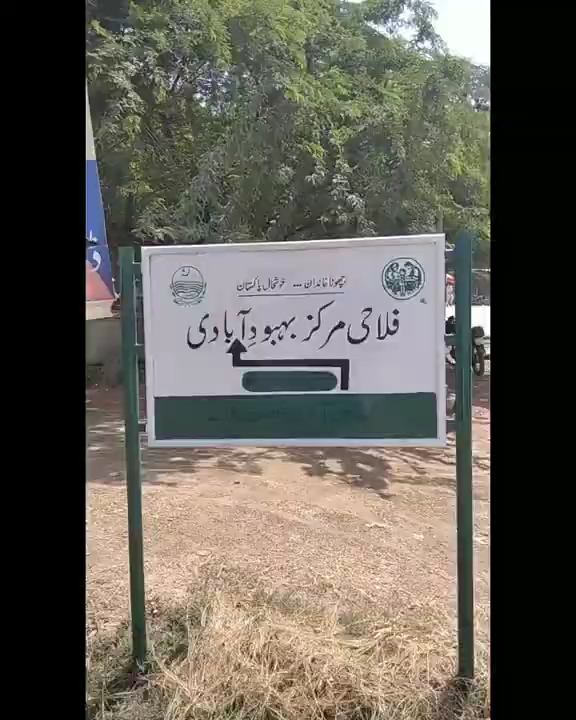 چھوٹا خاندان --- خوشحال پاکستان
فلاحی مرکز بہبودِ آبادی